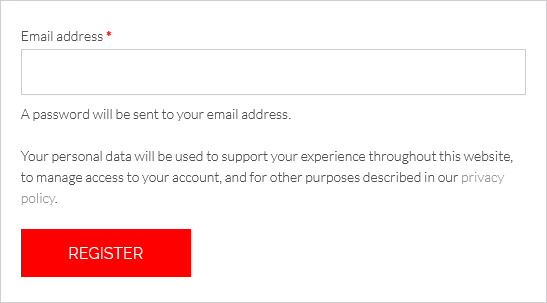 Email address *
A password will be sent to your email address.
Your personal data will be used to support your experience throughout this website,
to manage access to your account, and for other purposes described in our privacy
policy.
REGISTER